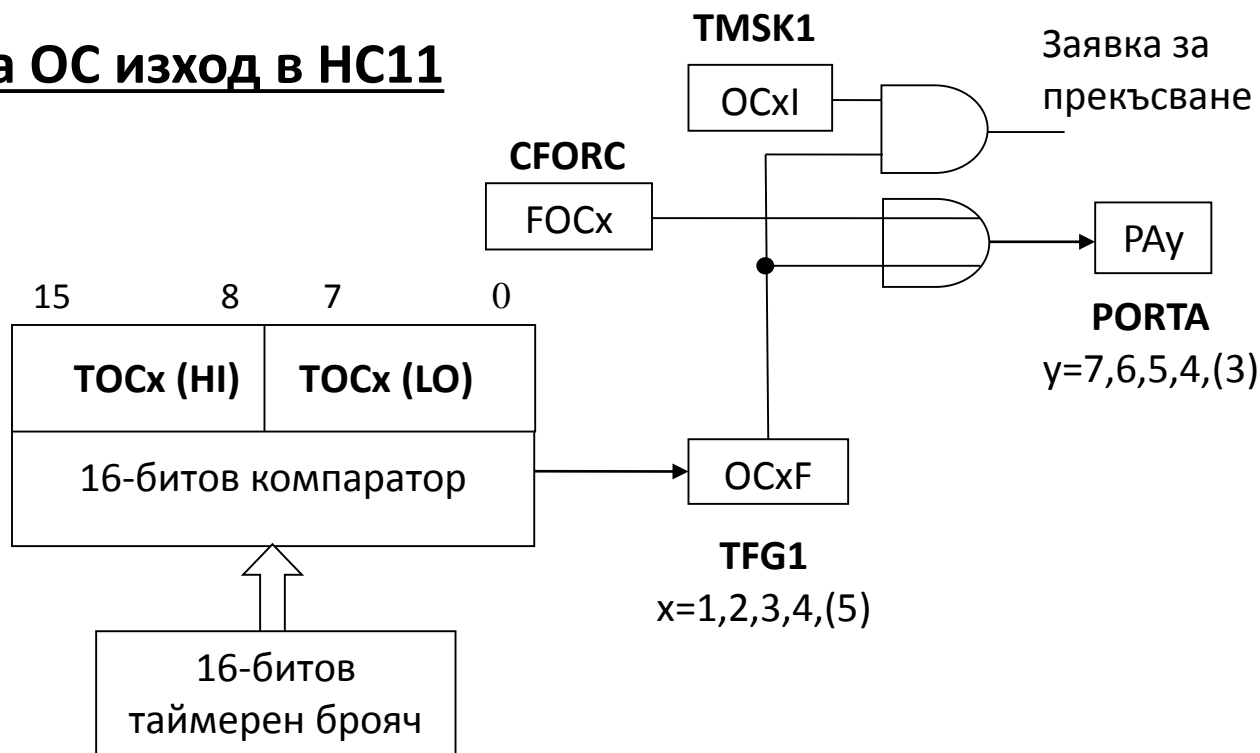 а ОС изход в НС11
TMSK1
OCxI
Заявка за
прекъсване
CFORC
FOCx
PAy
PORTA
y=7,6,5,4,(3)
15 8 7 0
TOCx (HI) TOCx (LO)
16-битов компаратор
OCxF
TFG1
x=1,2,3,4,(5)
16-битов
таймерен брояч